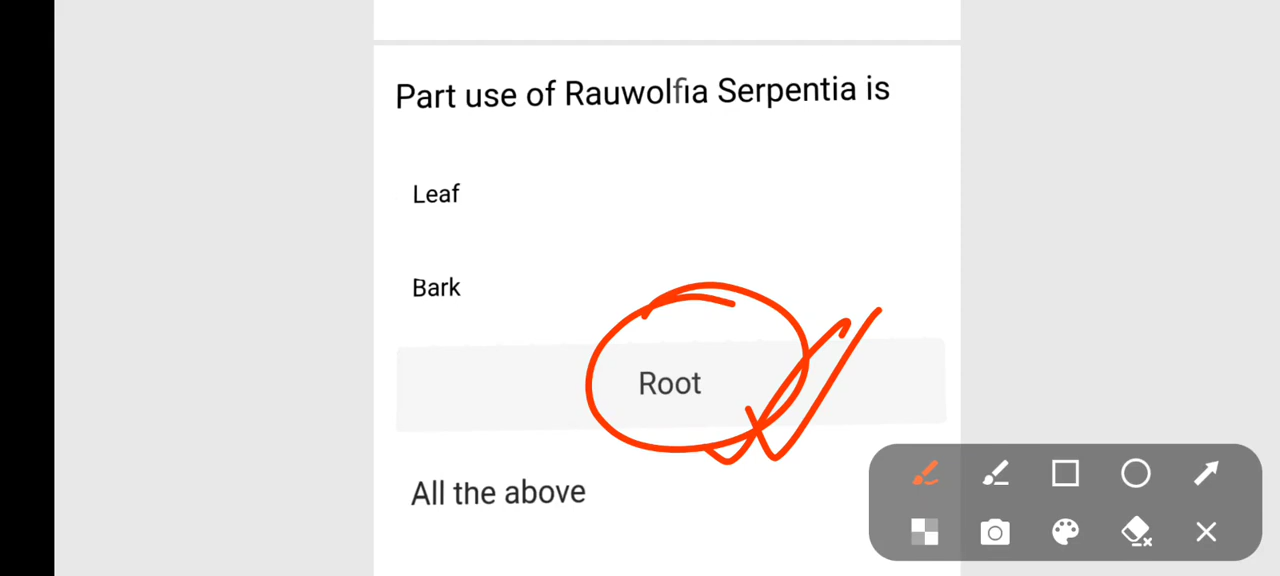 Part use of Rauwolfia Serpentia is
Leaf
Bark
Root
All the above